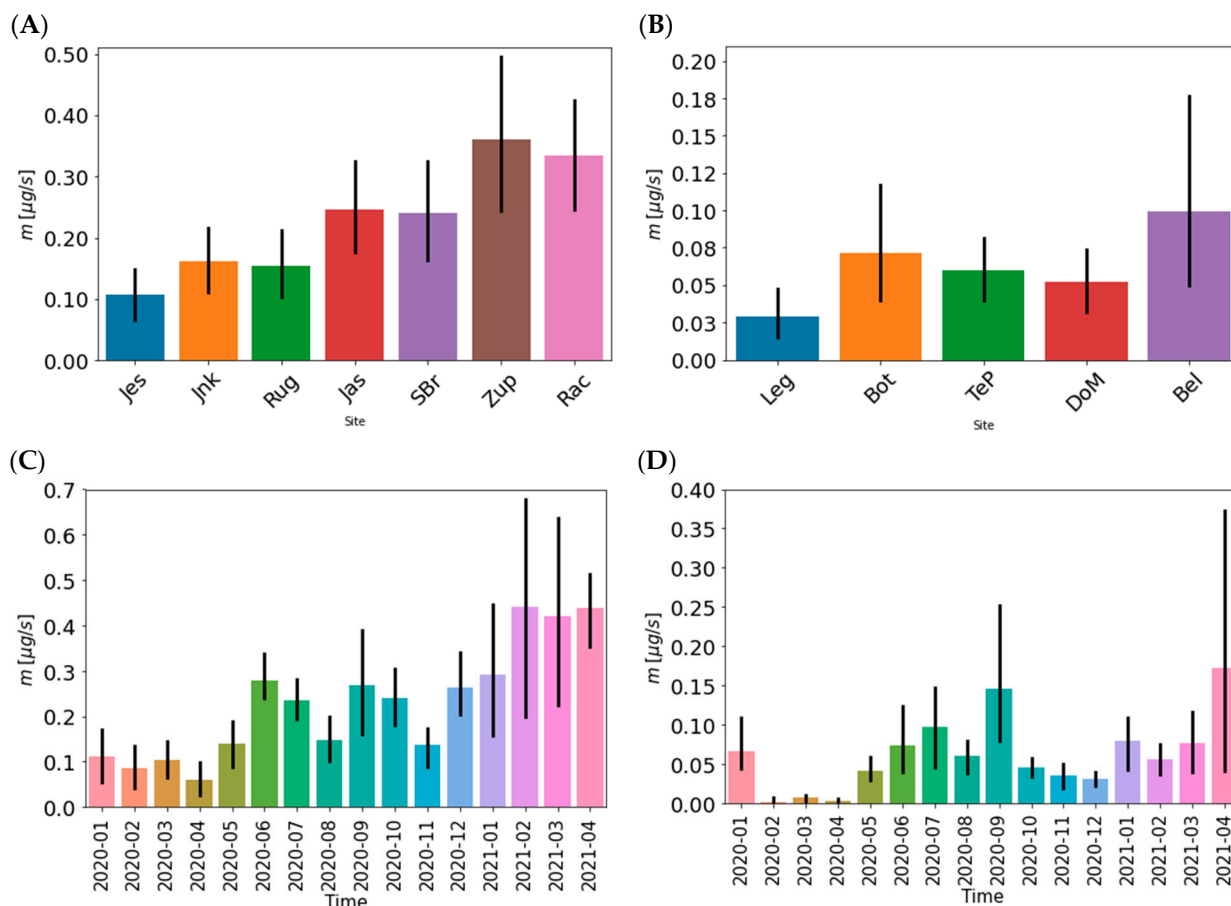 (A)
0.50
0.40
0.30
0.20
0.10
0.00
m [μg/s]
Jes
Jnk
Rug
Jas
SBr
Zup
Rac
Site
(B)
0.20
0.18
0.15
0.12
0.10
0.08
0.05
0.03
0.00
m [μg/s]
Leg
Bot
TeP
DoM
Bel
Site
(C)
0.7
0.6
0.5
0.4
0.3
0.2
0.1
0.0
m [μg/s]
2020-01
2020-02
2020-03
2020-04
2020-05
2020-06
2020-07
2020-08
2020-09
2020-10
2020-11
2020-12
2021-01
2021-02
2021-03
2021-04
Time
(D)
0.40
0.35
0.30
0.25
0.20
0.15
0.10
0.05
0.00
m [μg/s]
2020-01
2020-02
2020-03
2020-04
2020-05
2020-06
2020-07
2020-08
2020-09
2020-10
2020-11
2020-12
2021-01
2021-02
2021-03
2021-04
Time